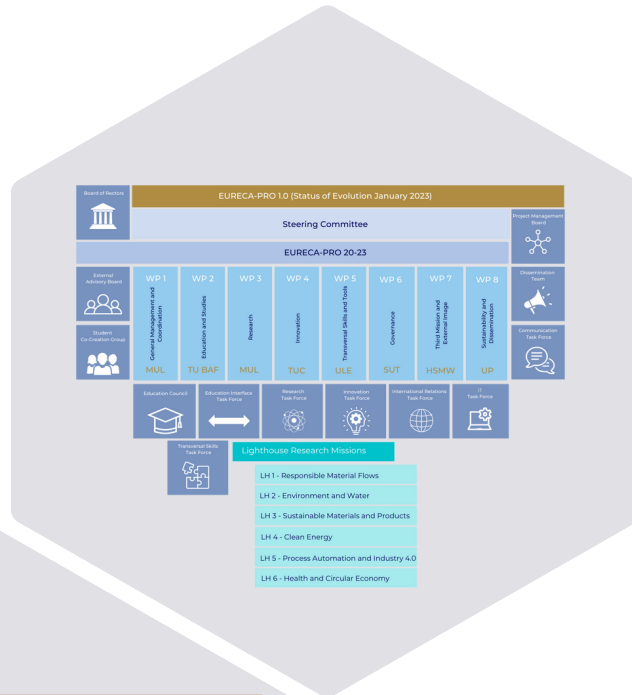 Board of Rectors
EURECA-PRO 1.0 (Status of Evolution January 2023)
Steering Committee
Project Management
Board
EURECA-PRO 20-23
External
Advisory Board
WP 1
General Management and
Coordination
MUL
WP 2
Education and Studies
TU BAF
WP 3
Research
MUL
WP 4
Innovation
TUC
WP 5
Transversal Skills and Tools
ULE
WP 6
Governance
SUT
WP 7
Third Mission and
External Image
HSMW
WP 8
Sustainability and
Dissemination
UP
Dissemination
Team
Student
Co-Creation Group
Communication
Task Force
Education Council
Education Interface
Task Force
Research
Task Force
Innovation
Task Force
International Relations
Task Force
IT
Task Force
Transversal Skills
Task Force
Lighthouse Research Missions
LH 1 - Responsible Material Flows
LH 2 - Environment and Water
LH 3 - Sustainable Materials and Products
LH 4 - Clean Energy
LH 5 - Process Automation and Industry 4.0
LH 6 - Health and Circular Economy